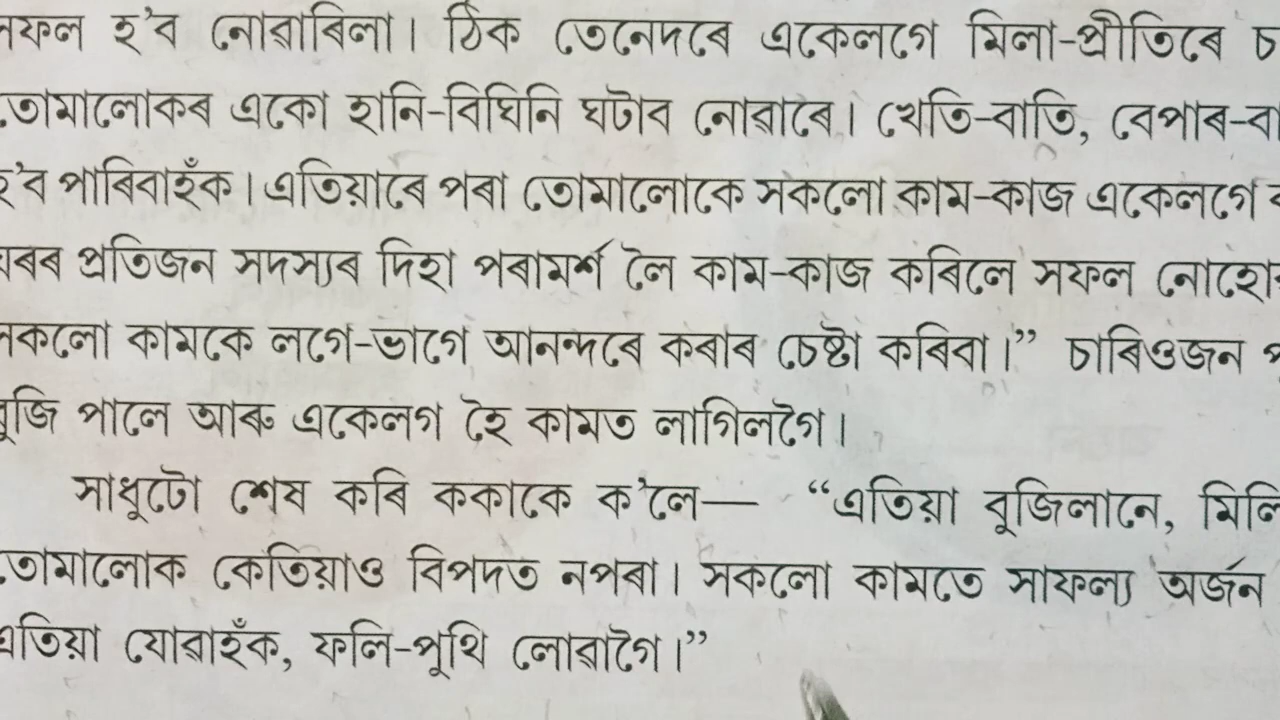 হ'ব নোৱাৰিলা। ঠিক তেনেদৰে একেলগে মিলা-প্ৰীতিৰে
তোমালোকৰ একো হানি-বিঘিনি ঘটাব নোৱাৰে। খেতি-বাতি, বেপাৰ-বা
হ'ব পাৰিবাহঁক। এতিয়াৰে পৰা তোমালোকে সকলো কাম-কাজ একেলগে
ঘৰৰ প্ৰতিজন সদস্যৰ দিহা পৰামৰ্শ লৈ কাম-কাজ কৰিলে সফল নোহো
সকলো কামকে লগে-ভাগে আনন্দৰে কৰাৰ চেষ্টা কৰিবা।” চাৰিওজন
বুজি পালে আৰু একেলগ হৈ কামত লাগিলগৈ।
সাধুটো শেষ কৰি ককাকে ক'লে— “এতিয়া বুজিলানে, মিলি
তোমালোক কেতিয়াও বিপদত নপৰা। সকলো কামতে সাফল্য অৰ্জন
এতিয়া যোৱাহঁক, ফলি-পুথি লোৱাগৈ।”